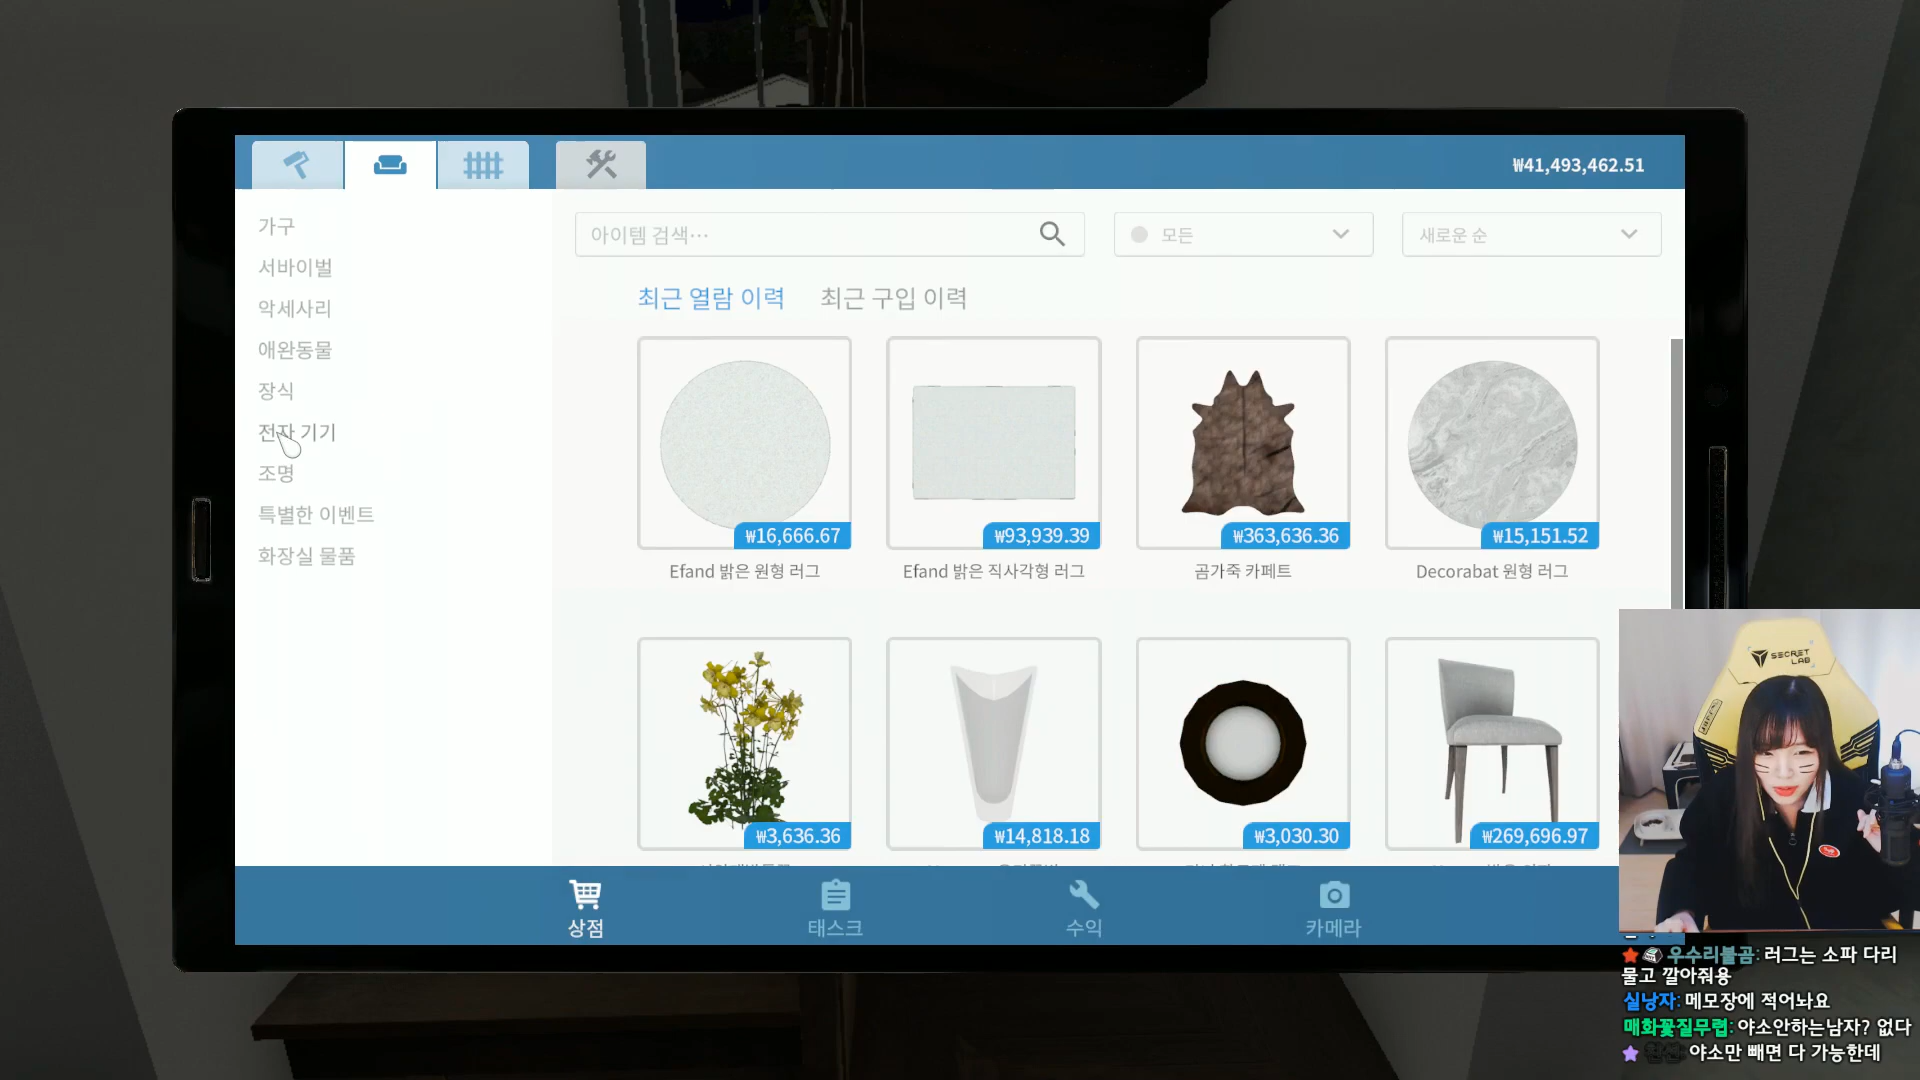 ₩41,493,462.51
가구
서바이벌
악세사리
애완동물
장식
전자 기기
조명
특별한 이벤트
화장실 물품
아이템 검색…
모든
새로운 순
최근 열람 이력
최근 구입 이력
₩16,666.67
₩93,939.39
₩363,636.36
₩15,151.52
Efand 밝은 원형 러그
Efand 밝은 직사각형 러그
곰가죽 카페트
Decorabat 원형 러그
₩3,636.36
₩14,818.18
₩3,030.30
₩269,696.97
상점
태스크
수익
카메라
SECRET
LAB
우수리불곰: 러그는 소파 다리
물고 깔아줘용
실낭자: 메모장에 적어놔요
매화꽃질무렵: 야소안하는남자? 없다
야소만 빼면 다 가능한데